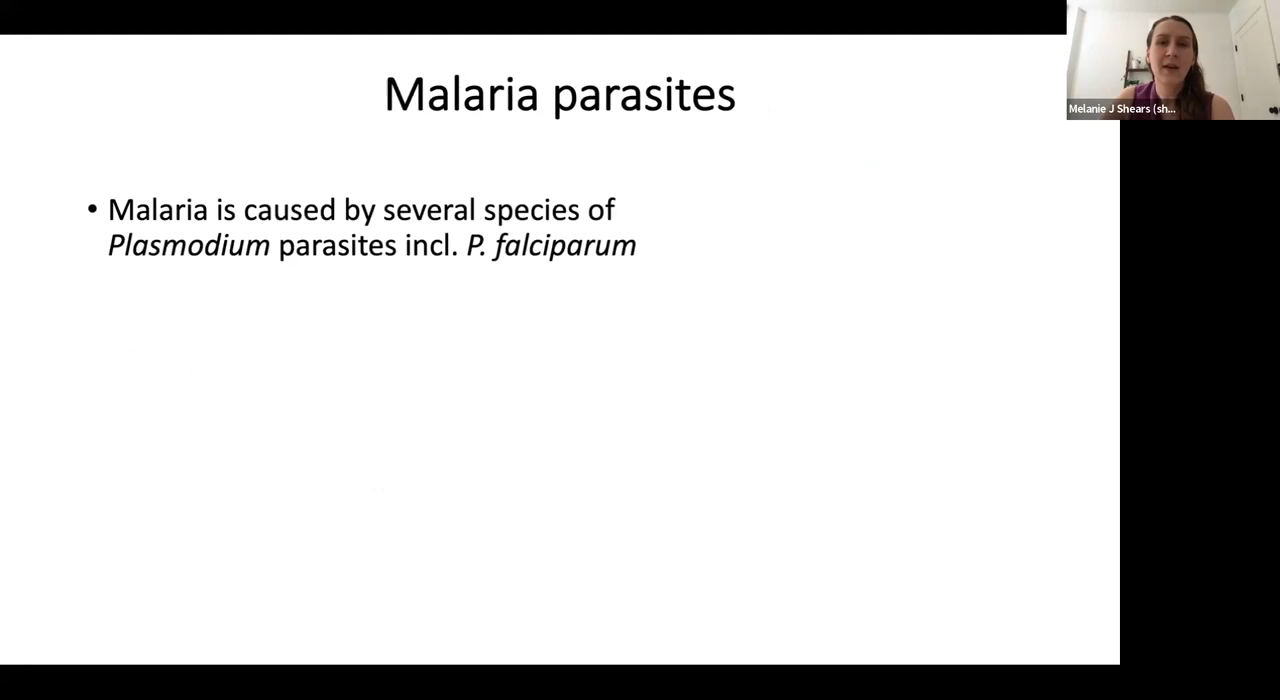 Malaria parasites
Melanie J Shears (sh...
• Malaria is caused by several species of
Plasmodium parasites incl. P. falciparum